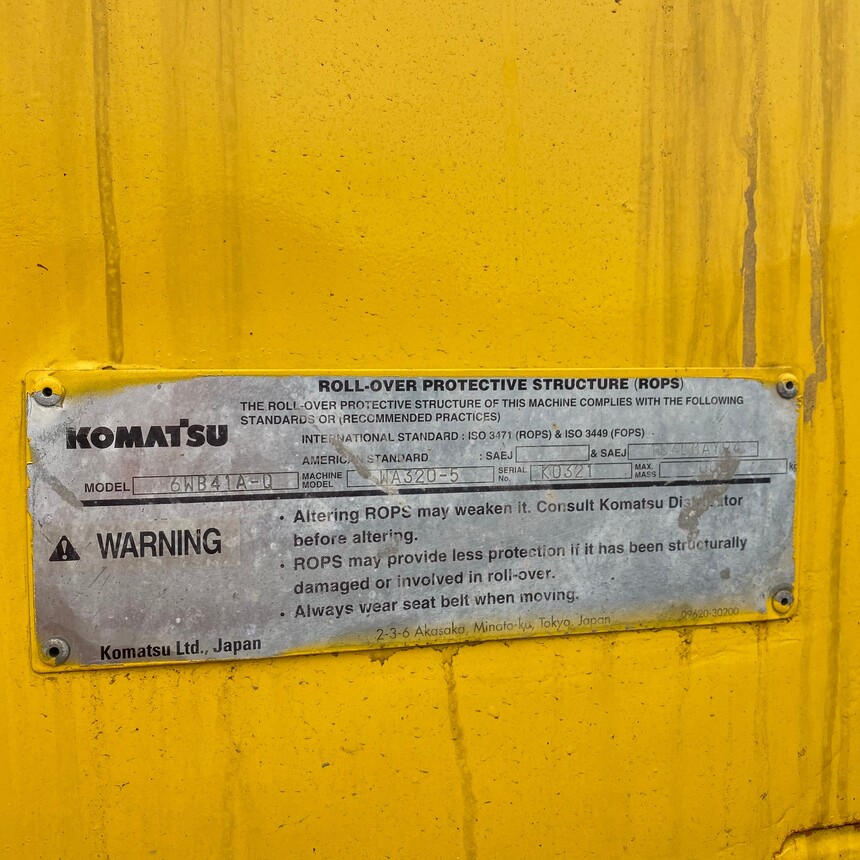 ROLL-OVER PROTECTIVE STRUCTURE (ROPS)
THE ROLL-OVER PROTECTIVE STRUCTURE OF THIS MACHINE COMPLIES WITH THE FOLLOWING
STANDARDS OR (RECOMMENDED PRACTICES)
KOMATSU
INTERNATIONAL STANDARD : ISO 3471 (ROPS) & ISO 3449 (FOPS)
AMERICAN STANDARD : SAEJ & SAEJ
MODEL 6WB41A-Q MACHINE MODEL WA320-5 SERIAL No. K0321 MAX. MASS kg
WARNING
• Altering ROPS may weaken it. Consult Komatsu Distributor
before altering.
• ROPS may provide less protection if it has been structurally
damaged or involved in roll-over.
• Always wear seat belt when moving.
Komatsu Ltd., Japan
2-3-6 Akasaka, Minato-ku, Tokyo, Japan
09620-30200